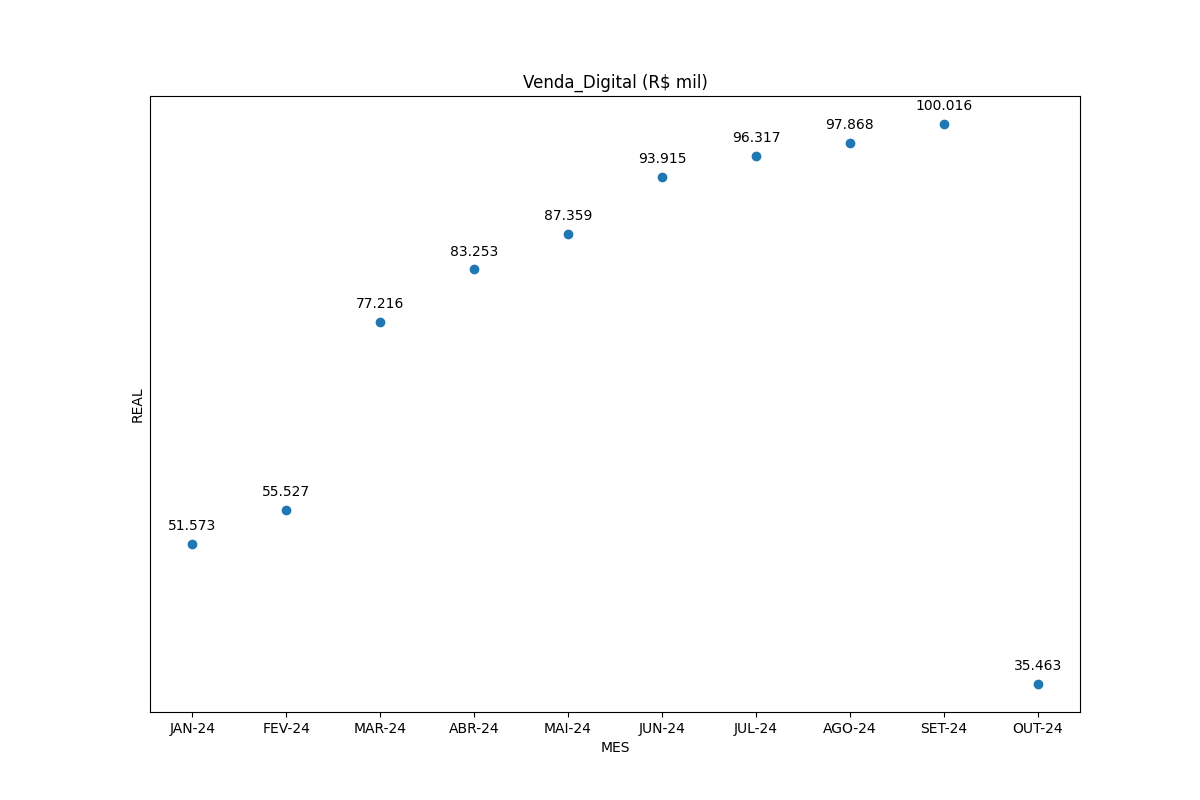 Venda_Digital (R$ mil)
100.016
97.868
96.317
93.915
87.359
83.253
77.216
55.527
51.573
35.463
REAL
JAN-24 FEV-24 MAR-24 ABR-24 MAI-24 JUN-24 JUL-24 AGO-24 SET-24 OUT-24
MES